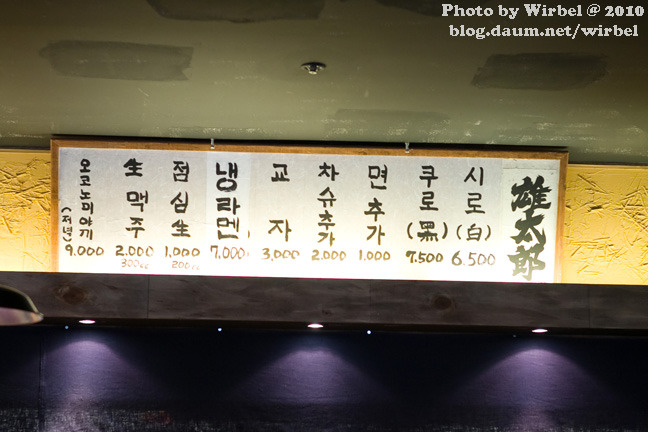 Photo by Wirbel @ 2010
blog.daum.net/wirbel
雄太郎
시로(白) 6.500
쿠로(黑) 7.500
면추가 1.000
차슈추가 2.000
교자 3.000
냉라멘 7.000
점심生 1.000 200cc
生맥주 2.000 300cc
오코노미야끼(저녁) 9.000